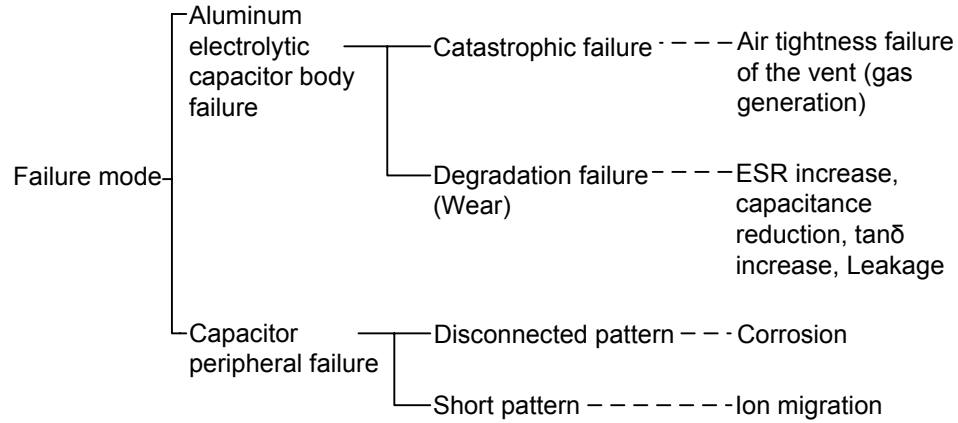 Failure mode
Aluminum
electrolytic
capacitor body
failure
Catastrophic failure
Air tightness failure
of the vent (gas
generation)
Degradation failure
(Wear)
ESR increase,
capacitance
reduction, tanδ
increase, Leakage
Capacitor
peripheral failure
Disconnected pattern
Corrosion
Short pattern
Ion migration